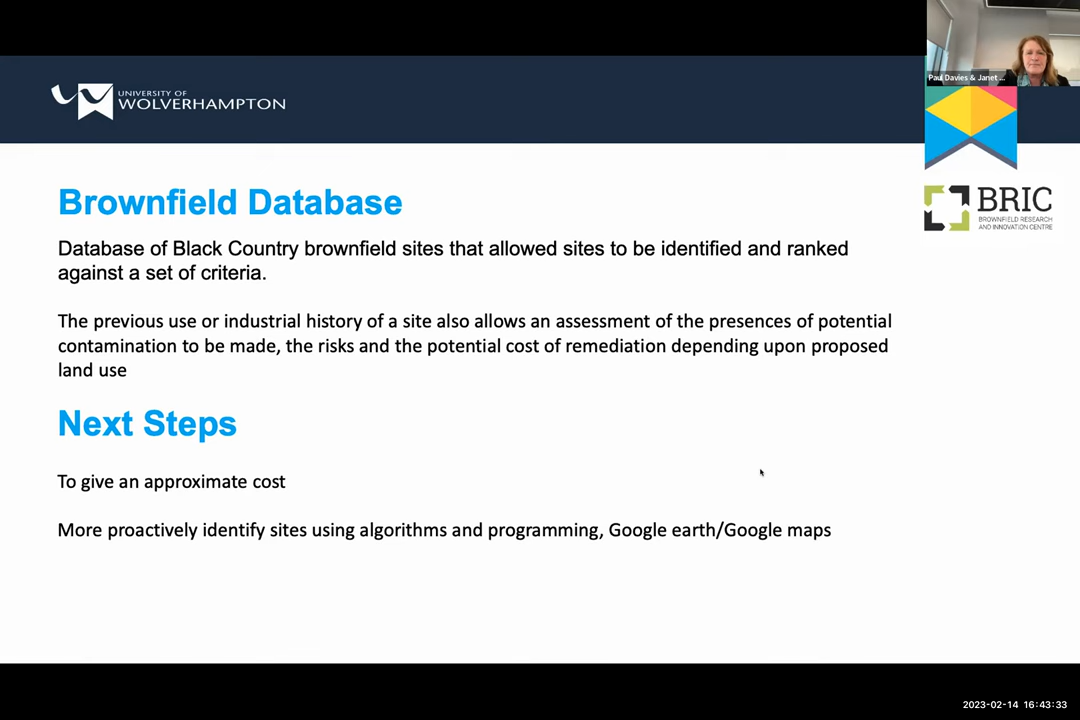 Paul Davies & Janet ...
UNIVERSITY OF
WOLVERHAMPTON
BRIC
BROWNFIELD RESEARCH
AND INNOVATION CENTRE
Brownfield Database
Database of Black Country brownfield sites that allowed sites to be identified and ranked
against a set of criteria.
The previous use or industrial history of a site also allows an assessment of the presences of potential
contamination to be made, the risks and the potential cost of remediation depending upon proposed
land use
Next Steps
To give an approximate cost
More proactively identify sites using algorithms and programming, Google earth/Google maps
2023-02-14 16:43:33